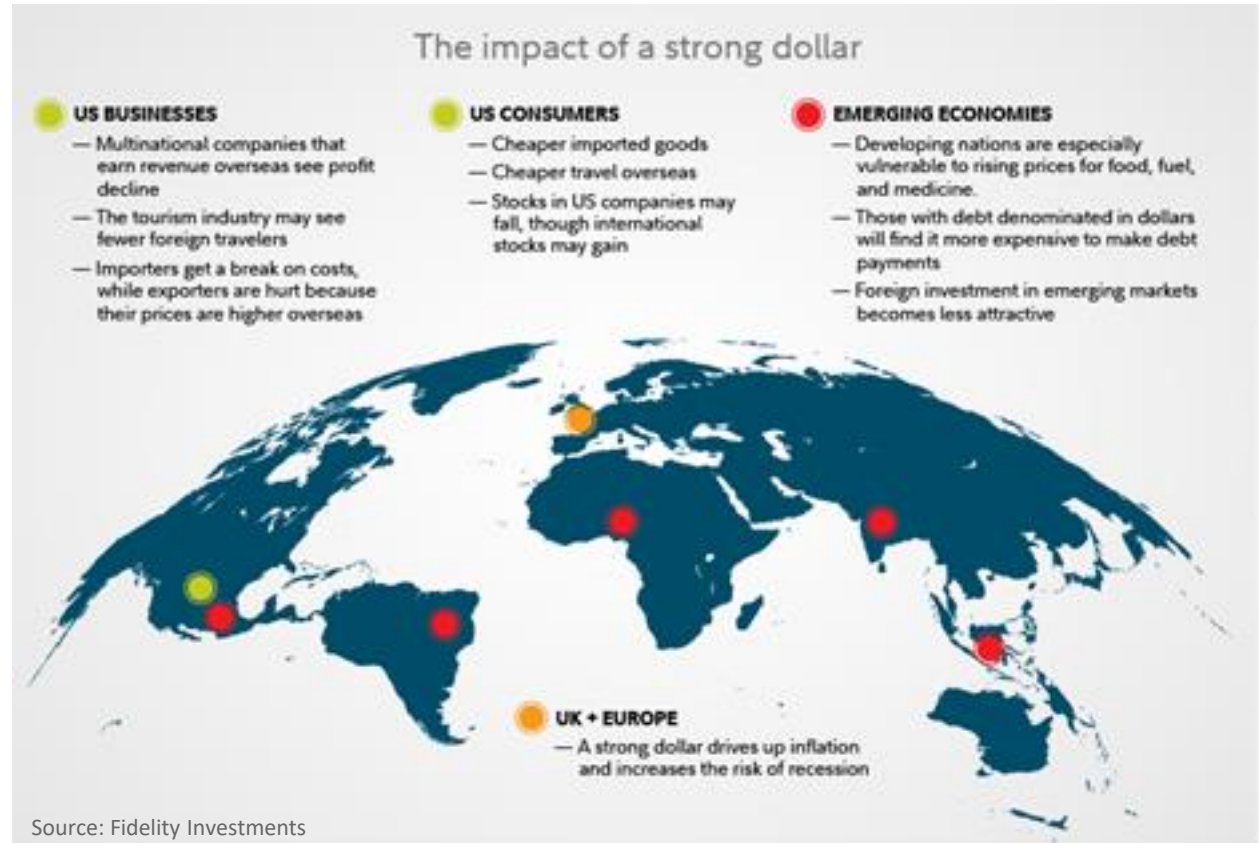 The impact of a strong dollar
US BUSINESSES
— Multinational companies that
earn revenue overseas see profit
decline
— The tourism industry may see
fewer foreign travelers
— Importers get a break on costs,
while exporters are hurt because
their prices are higher overseas
US CONSUMERS
— Cheaper imported goods
— Cheaper travel overseas
— Stocks in US companies may
fall, though international
stocks may gain
EMERGING ECONOMIES
— Developing nations are especially
vulnerable to rising prices for food, fuel,
and medicine.
— Those with debt denominated in dollars
will find it more expensive to make debt
payments
— Foreign investment in emerging markets
becomes less attractive
UK + EUROPE
— A strong dollar drives up inflation
and increases the risk of recession
Source: Fidelity Investments